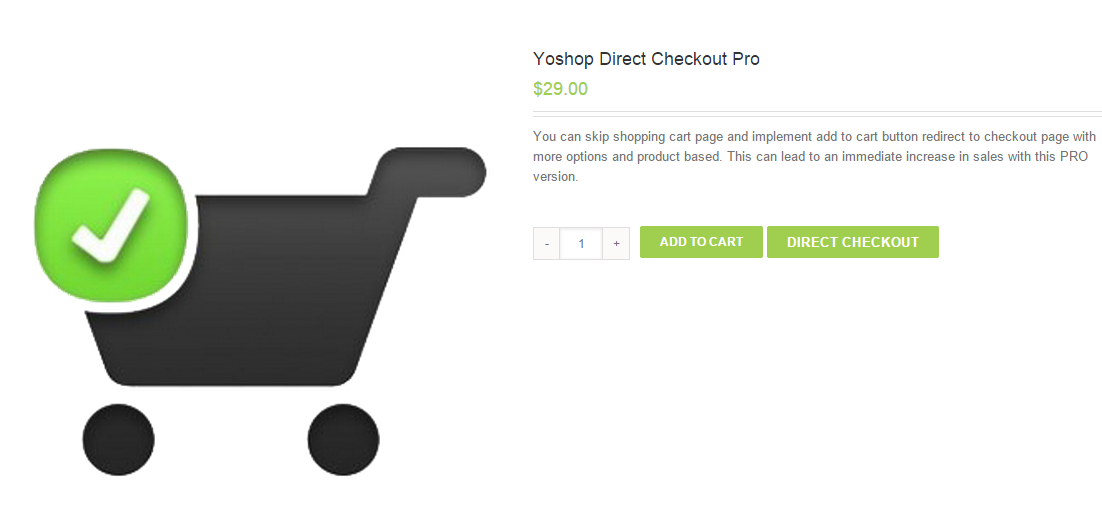 Yoshop Direct Checkout Pro
$29.00
You can skip shopping cart page and implement add to cart button redirect to checkout page with
more options and product based. This can lead to an immediate increase in sales with this PRO
version.
- 1 + ADD TO CART DIRECT CHECKOUT